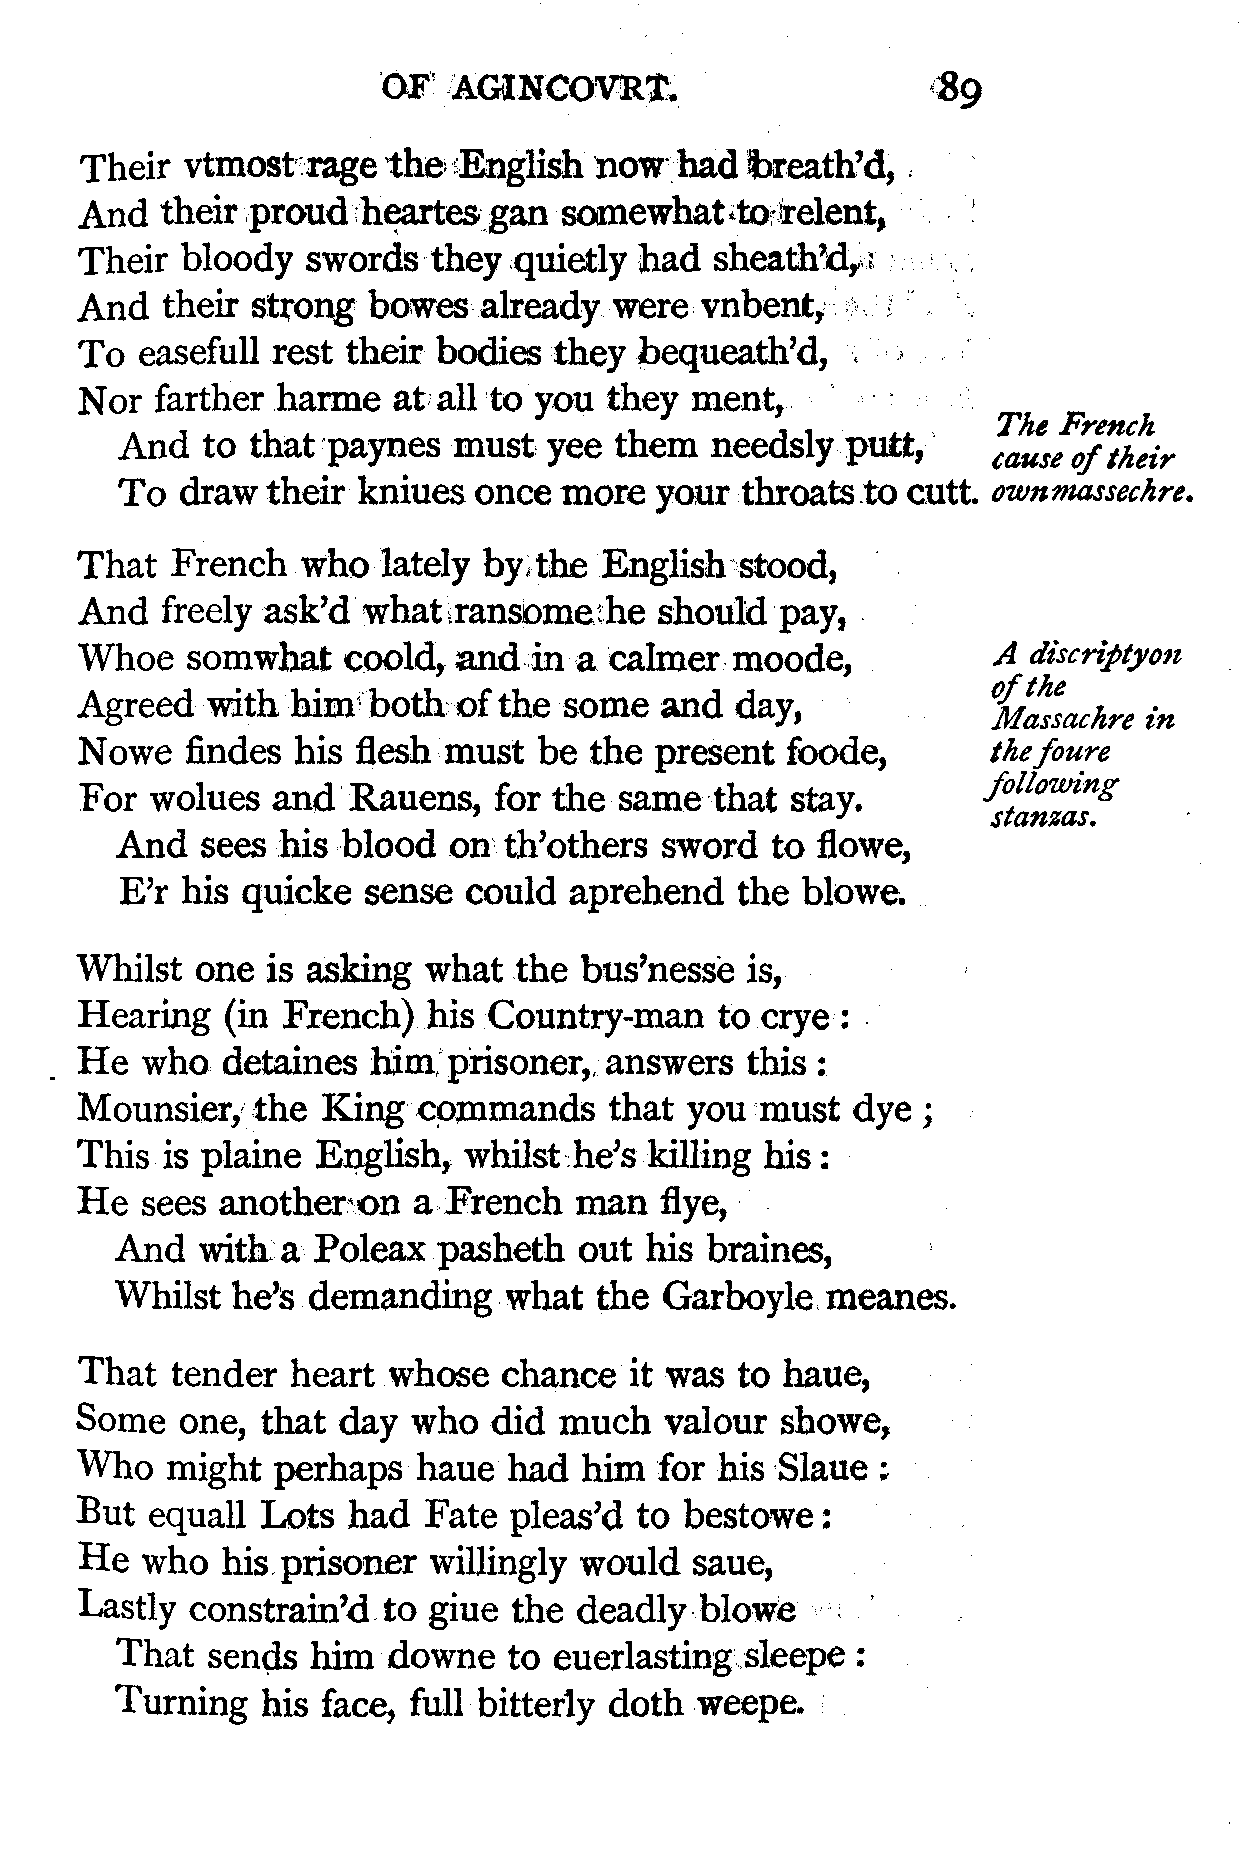 OF AGINCOVRT. 89
Their vtmost rage the English now had breath'd,
And their proud heartes gan somewhat to relent,
Their bloody swords they quietly had sheath'd,
And their strong bowes already were vnbent,
To easefull rest their bodies they bequeath'd,
Nor farther harme at all to you they ment,
And to that paynes must yee them needsly putt,
To draw their kniues once more your throats to cutt.
The French
cause of their
own massechre.
That French who lately by the English stood,
And freely ask'd what ransome he should pay,
Whoe somwhat coold, and in a calmer moode,
Agreed with him both of the some and day,
Nowe findes his flesh must be the present foode,
For wolues and Rauens, for the same that stay.
And sees his blood on th'others sword to flowe,
E'r his quicke sense could aprehend the blowe.
A discriptyon
of the
Massachre in
the foure
following
stanzas.
Whilst one is asking what the bus'nesse is,
Hearing (in French) his Country-man to crye :
He who detaines him prisoner, answers this :
Mounsier, the King commands that you must dye ;
This is plaine English, whilst he's killing his :
He sees another on a French man flye,
And with a Poleax pasheth out his braines,
Whilst he's demanding what the Garboyle meanes.
That tender heart whose chance it was to haue,
Some one, that day who did much valour showe,
Who might perhaps haue had him for his Slaue :
But equall Lots had Fate pleas'd to bestowe :
He who his prisoner willingly would saue,
Lastly constrain'd to giue the deadly blowe
That sends him downe to euerlasting sleepe :
Turning his face, full bitterly doth weepe.